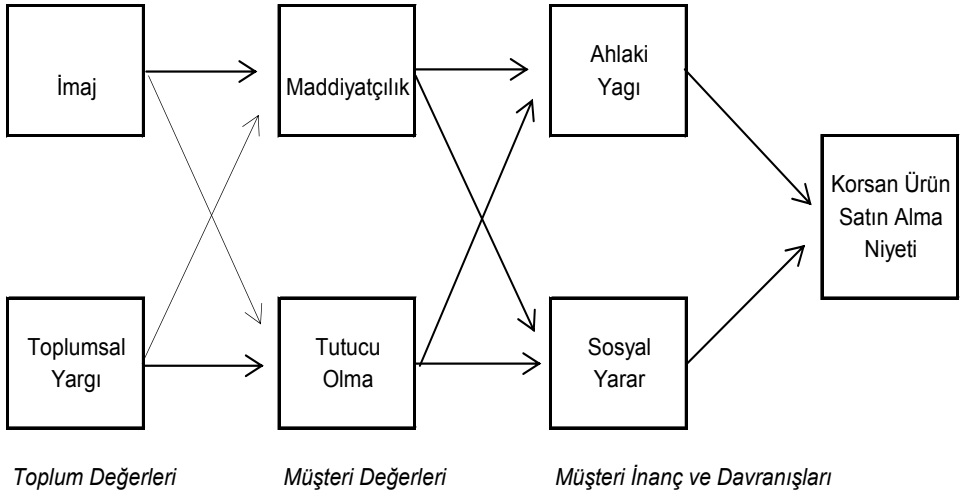 İmaj
Maddiyatçılık
Ahlaki
Yagı
Korsan Ürün
Satın Alma
Niyeti
Toplumsal
Yargı
Tutucu
Olma
Sosyal
Yarar
Toplum Değerleri
Müşteri Değerleri
Müşteri İnanç ve Davranışları